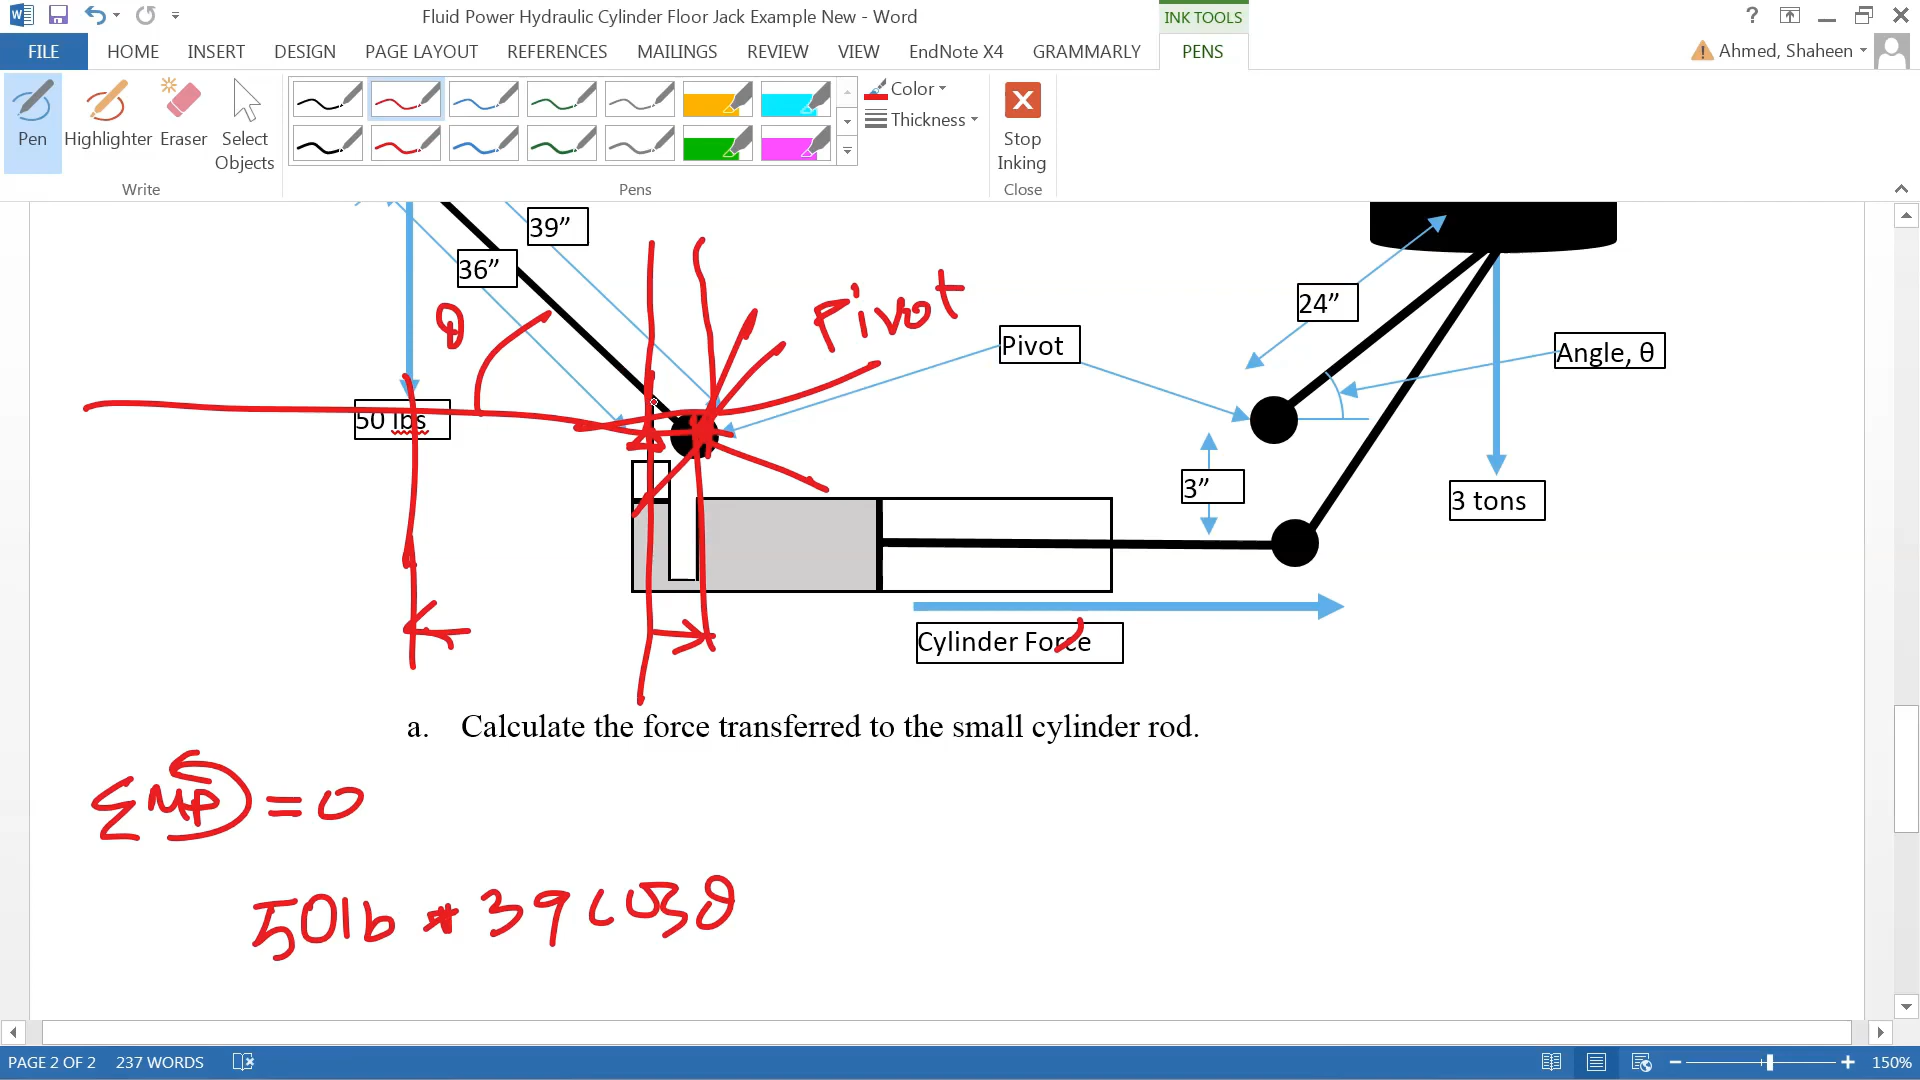 Fluid Power Hydraulic Cylinder Floor Jack Example New - Word
INK TOOLS
?
FILE HOME INSERT DESIGN PAGE LAYOUT REFERENCES MAILINGS REVIEW VIEW EndNote X4 GRAMMARLY PENS
Ahmed, Shaheen
Pen
Highlighter
Eraser
Select Objects
Color
Thickness
Stop Inking
Write
Pens
Close
39”
36”
θ
Pivot
Pivot
24”
Angle, θ
50 lbs
3”
3 tons
Cylinder Force
a. Calculate the force transferred to the small cylinder rod.
ΣMP = 0
50lb * 39 cosθ
PAGE 2 OF 2 237 WORDS
150%